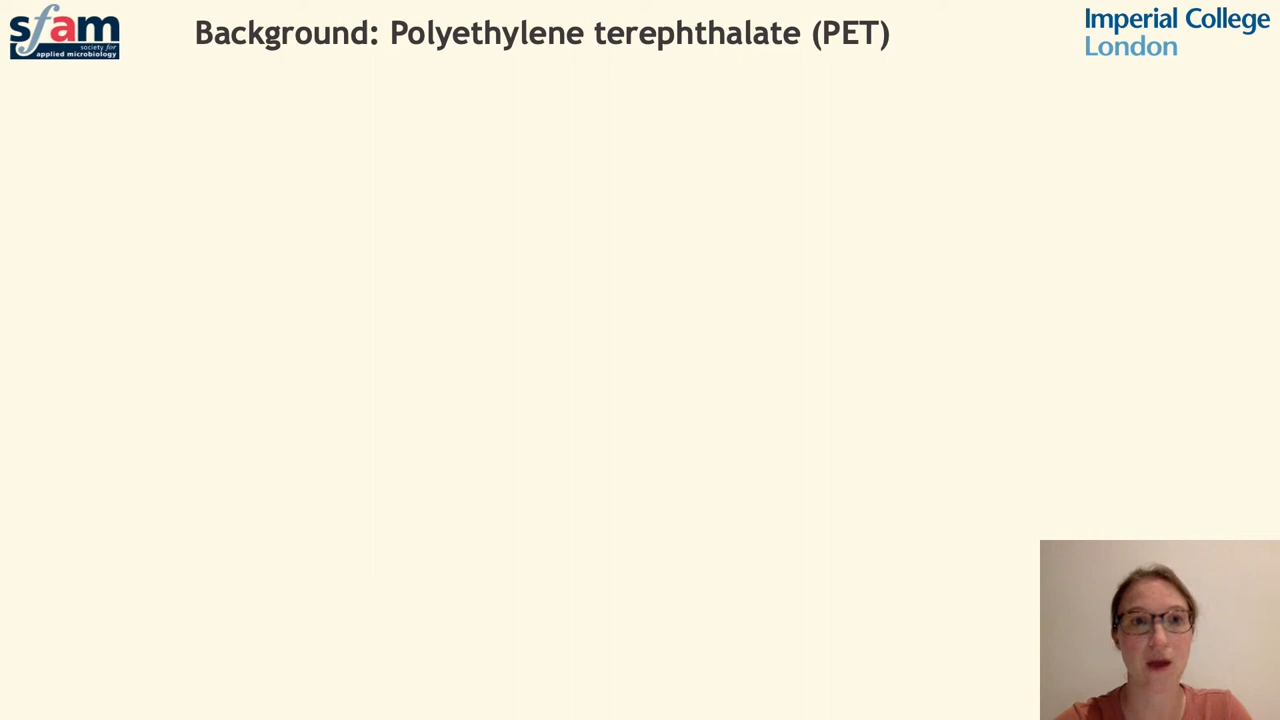 sfam
society for
applied microbiology
Background: Polyethylene terephthalate (PET)
Imperial College
London